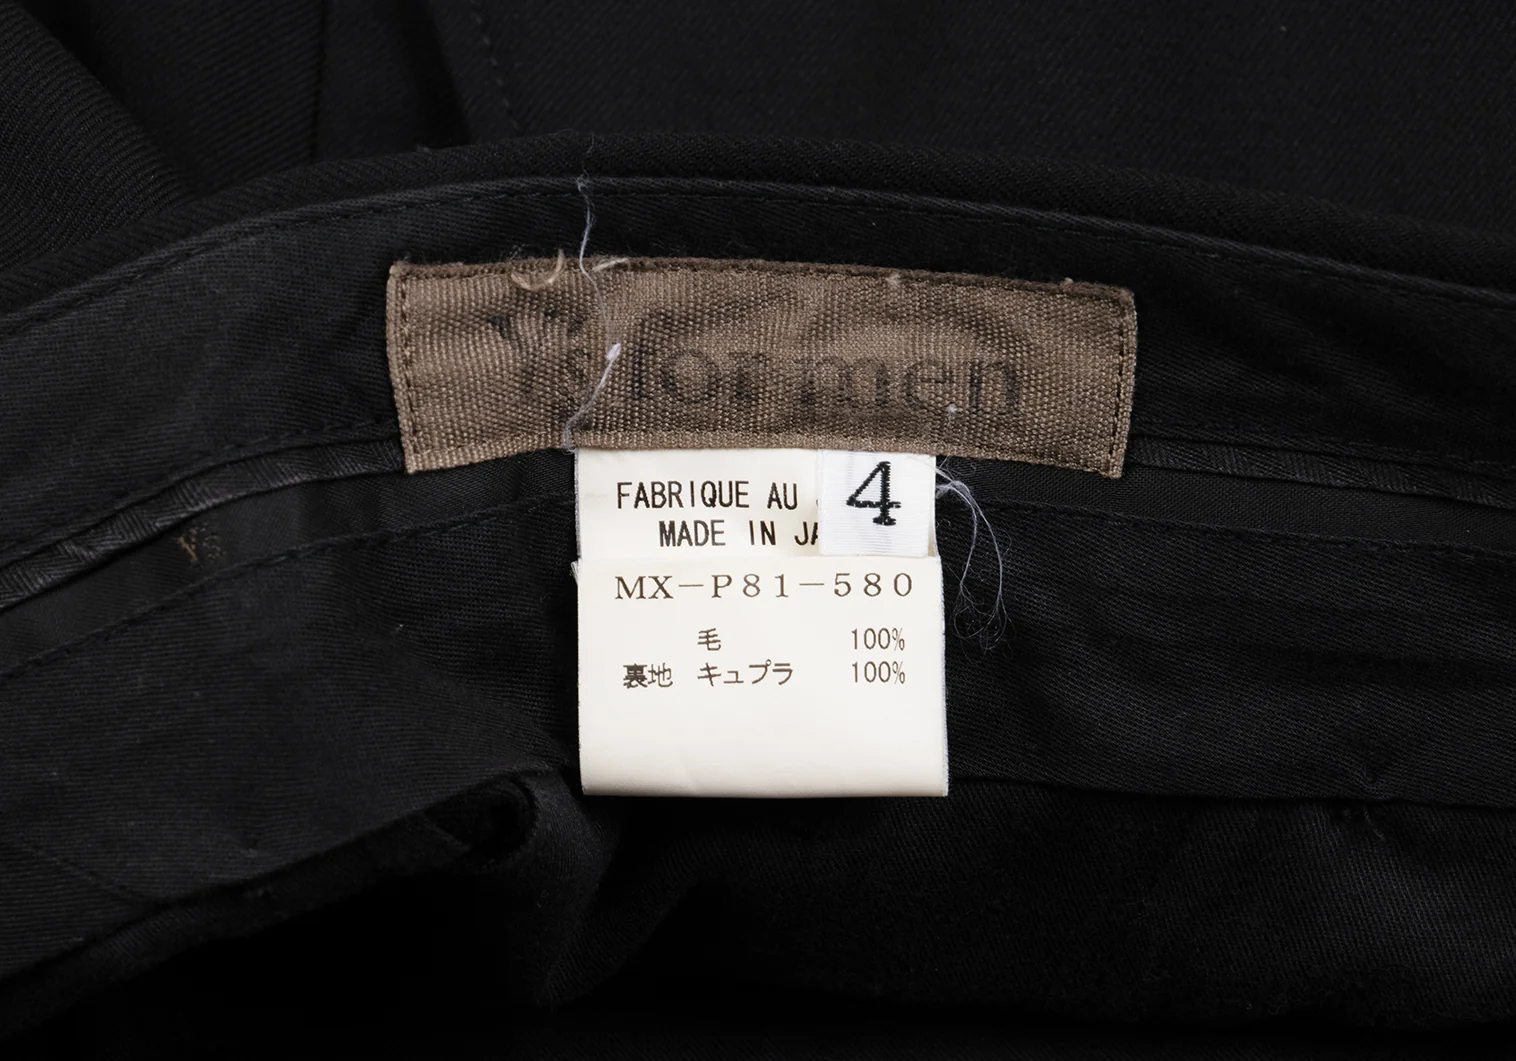 Y's for men
FABRIQUE AU
4
MADE IN JA
MX－P81－580
毛 100%
裏地 キュプラ 100%
Y's